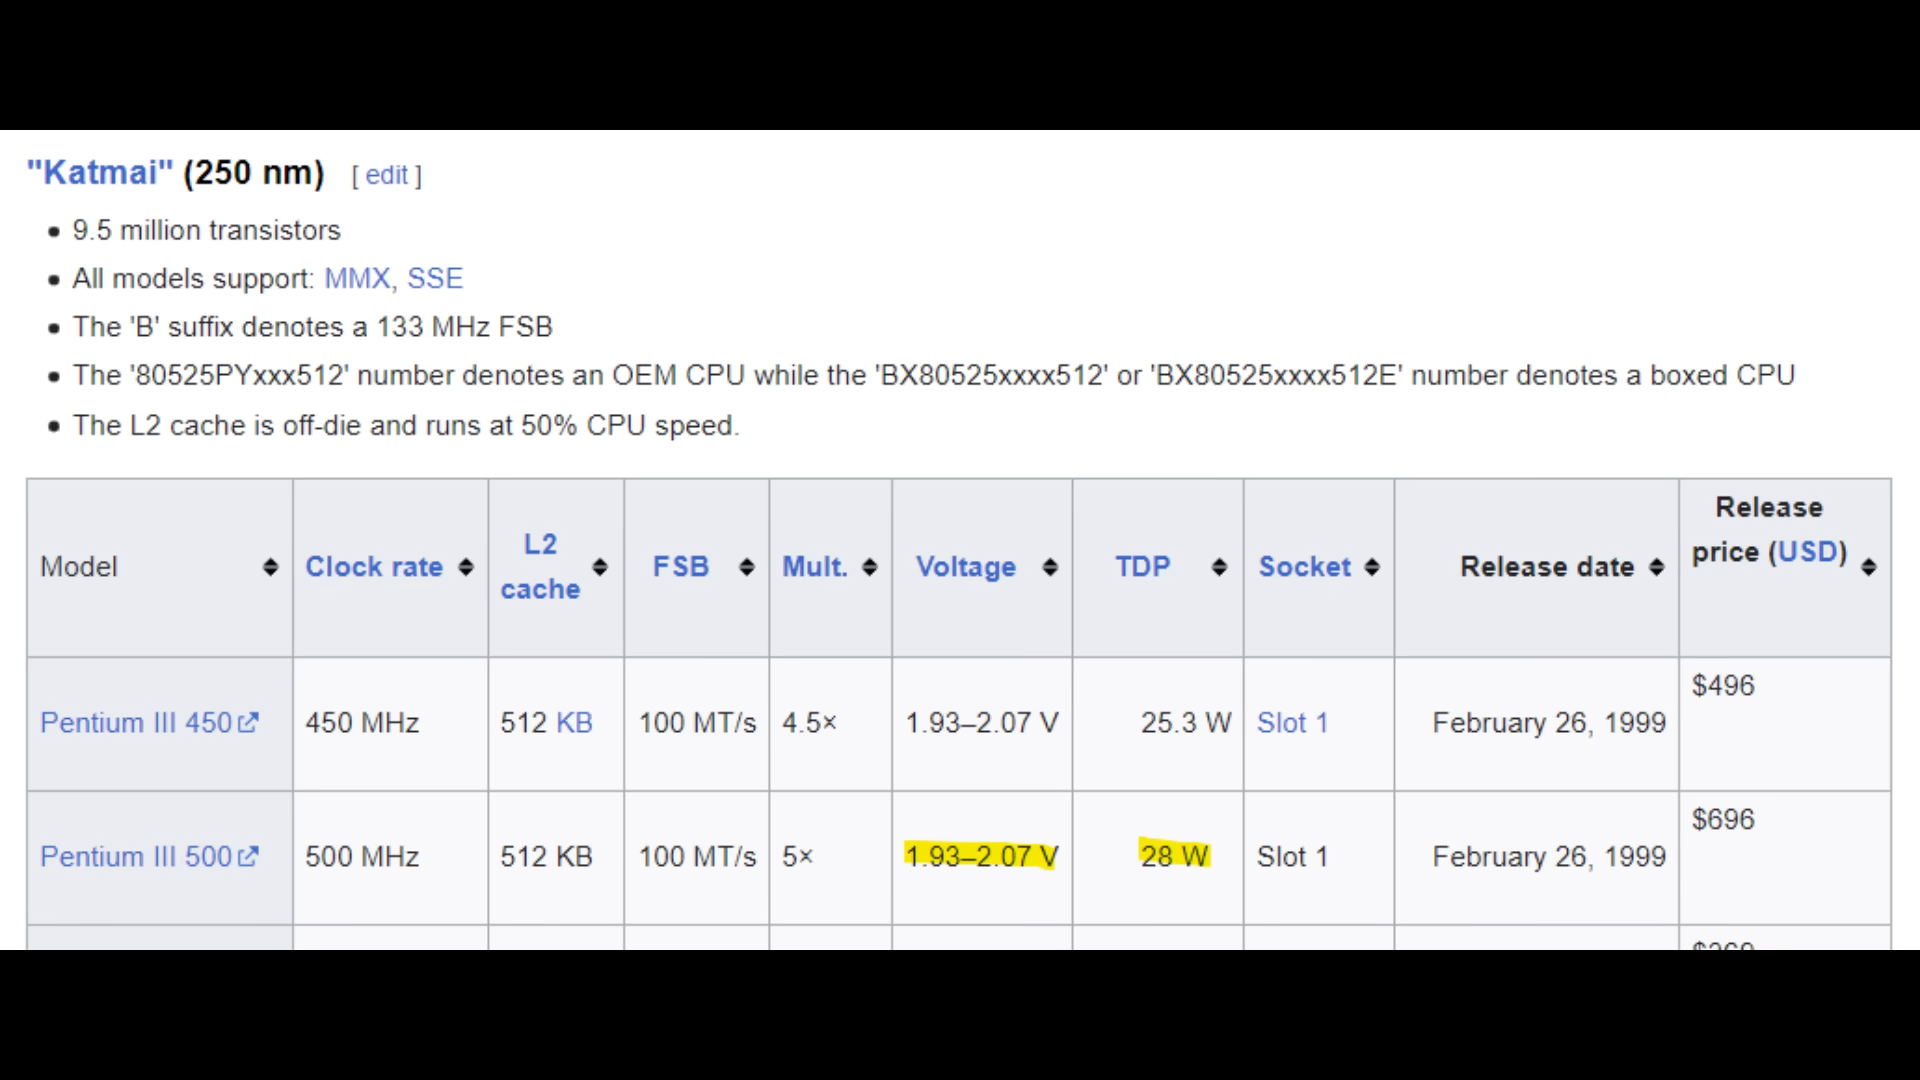 "Katmai" (250 nm) [ edit ]
• 9.5 million transistors
• All models support: MMX, SSE
• The 'B' suffix denotes a 133 MHz FSB
• The '80525PYxxx512' number denotes an OEM CPU while the 'BX80525xxxx512' or 'BX80525xxxx512E' number denotes a boxed CPU
• The L2 cache is off-die and runs at 50% CPU speed.
Model Clock rate L2 cache FSB Mult. Voltage TDP Socket Release date Release price (USD)
Pentium III 450 450 MHz 512 KB 100 MT/s 4.5× 1.93–2.07 V 25.3 W Slot 1 February 26, 1999 $496
Pentium III 500 500 MHz 512 KB 100 MT/s 5× 1.93–2.07 V 28 W Slot 1 February 26, 1999 $696